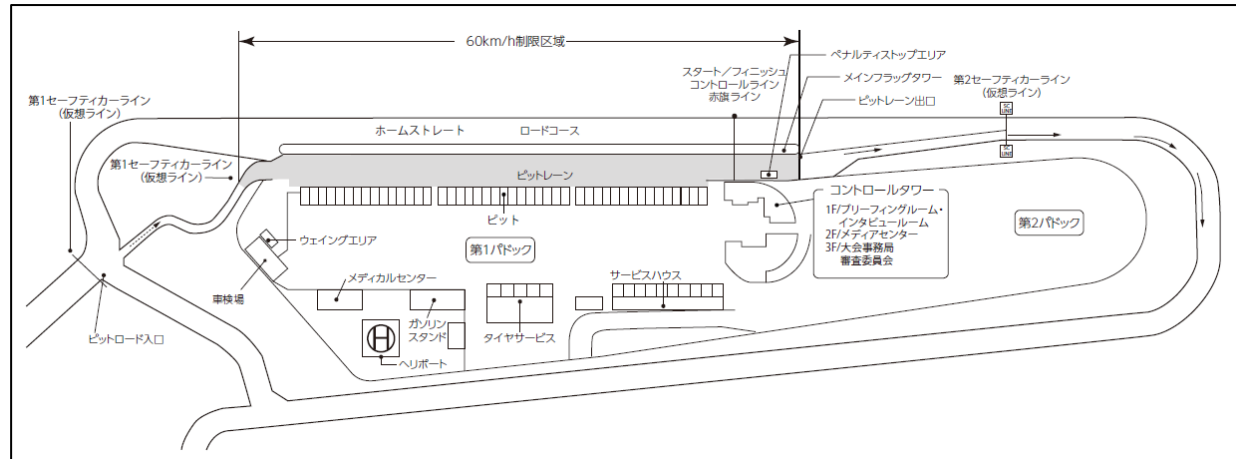 60km/h制限区域
ペナルティストップエリア
スタート／フィニッシュ
コントロールライン
赤旗ライン
メインフラッグタワー
第2セーフティカーライン
(仮想ライン)
第1セーフティカーライン
(仮想ライン)
ピットレーン出口
SC
LINE
ホームストレート
ロードコース
第1セーフティカーライン
(仮想ライン)
SC
LINE
ピットレーン
コントロールタワー
ピット
1F/ブリーフィングルーム・
インタビュールーム
2F/メディアセンター
3F/大会事務局
審査委員会
第2パドック
ウェイングエリア
第1パドック
メディカルセンター
サービスハウス
車検場
ガソリン
スタンド
タイヤサービス
ピットロード入口
H
ヘリポート